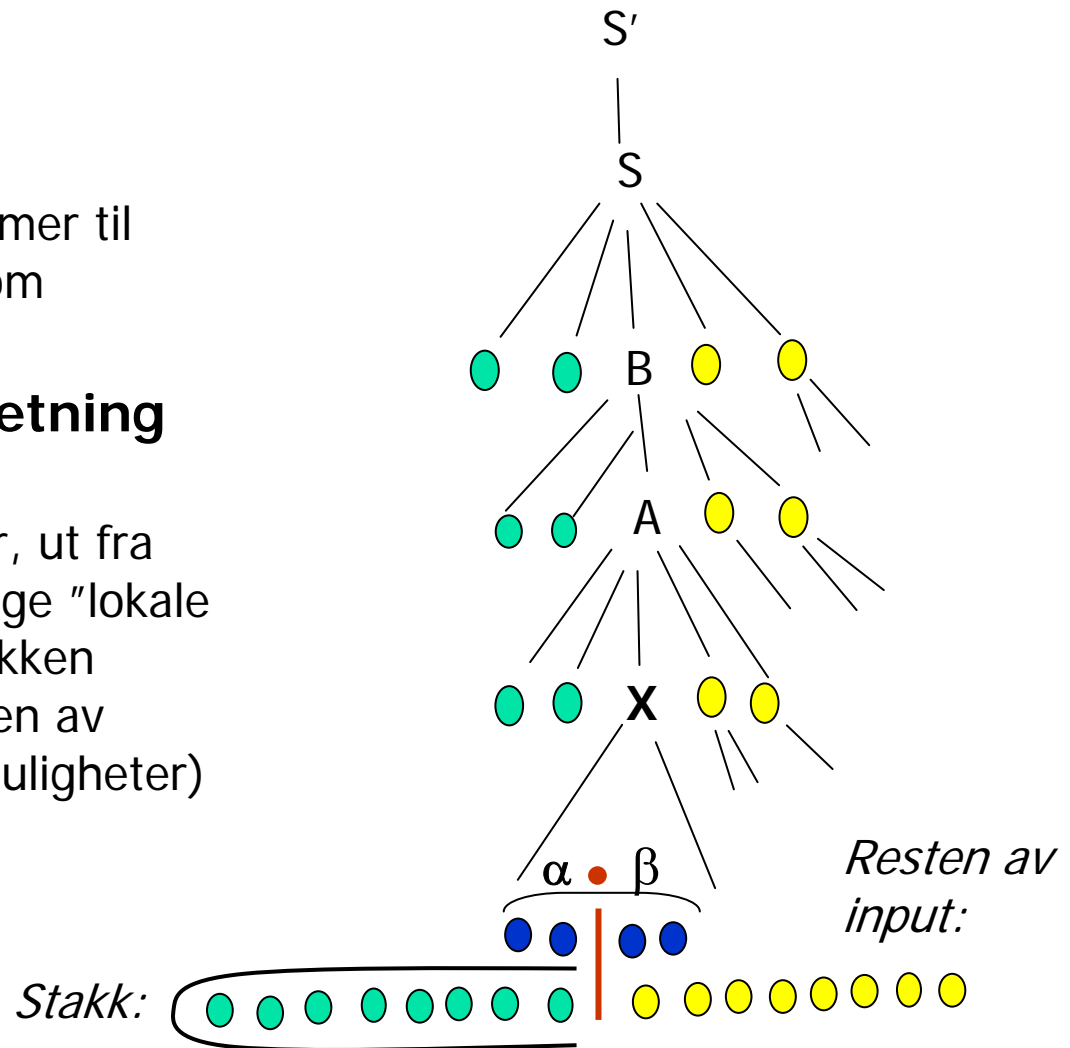 S′
S
mer til
om
B
etning
A
r, ut fra
ge ”lokale
kken
en av
X
uligheter)
α • β
Resten av
input:
Stakk: